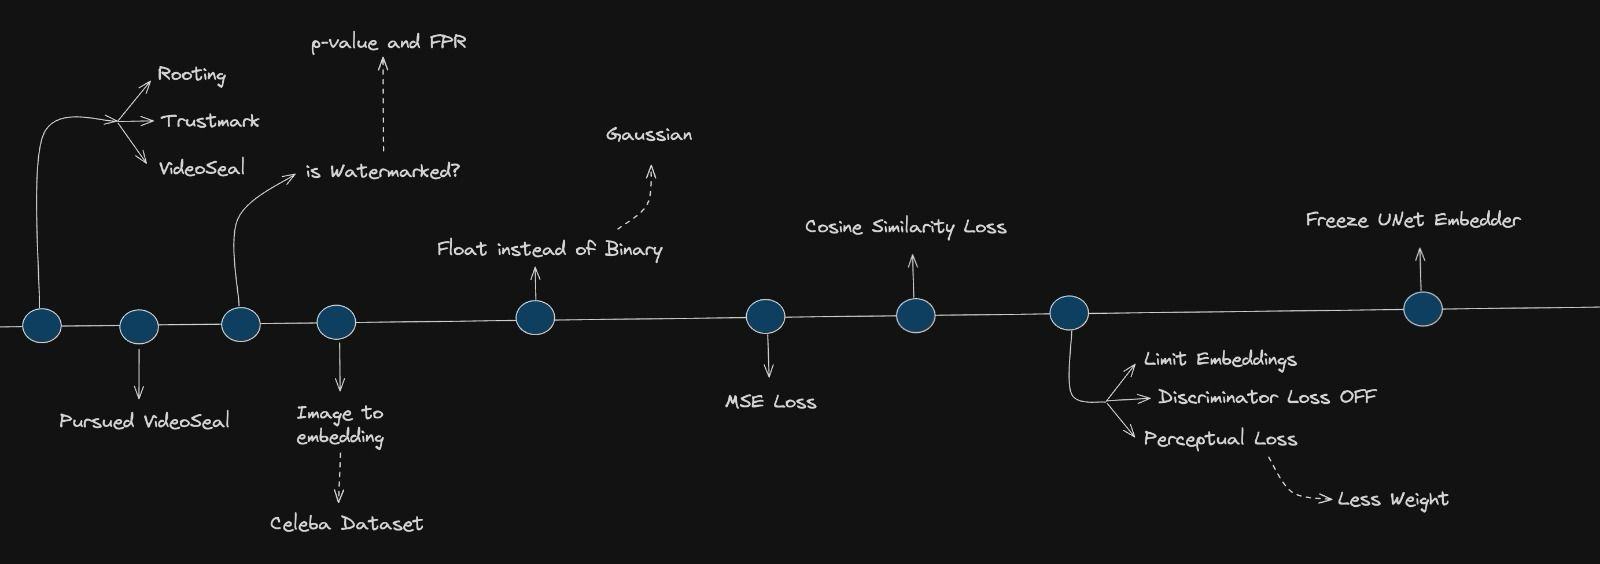 p-value and FPR
Rooting
Trustmark
VideoSeal
is Watermarked?
Gaussian
Float instead of Binary
Cosine Similarity Loss
Freeze UNet Embedder
Pursued VideoSeal
Image to
embedding
Celeba Dataset
MSE Loss
Limit Embeddings
Discriminator Loss OFF
Perceptual Loss
Less Weight